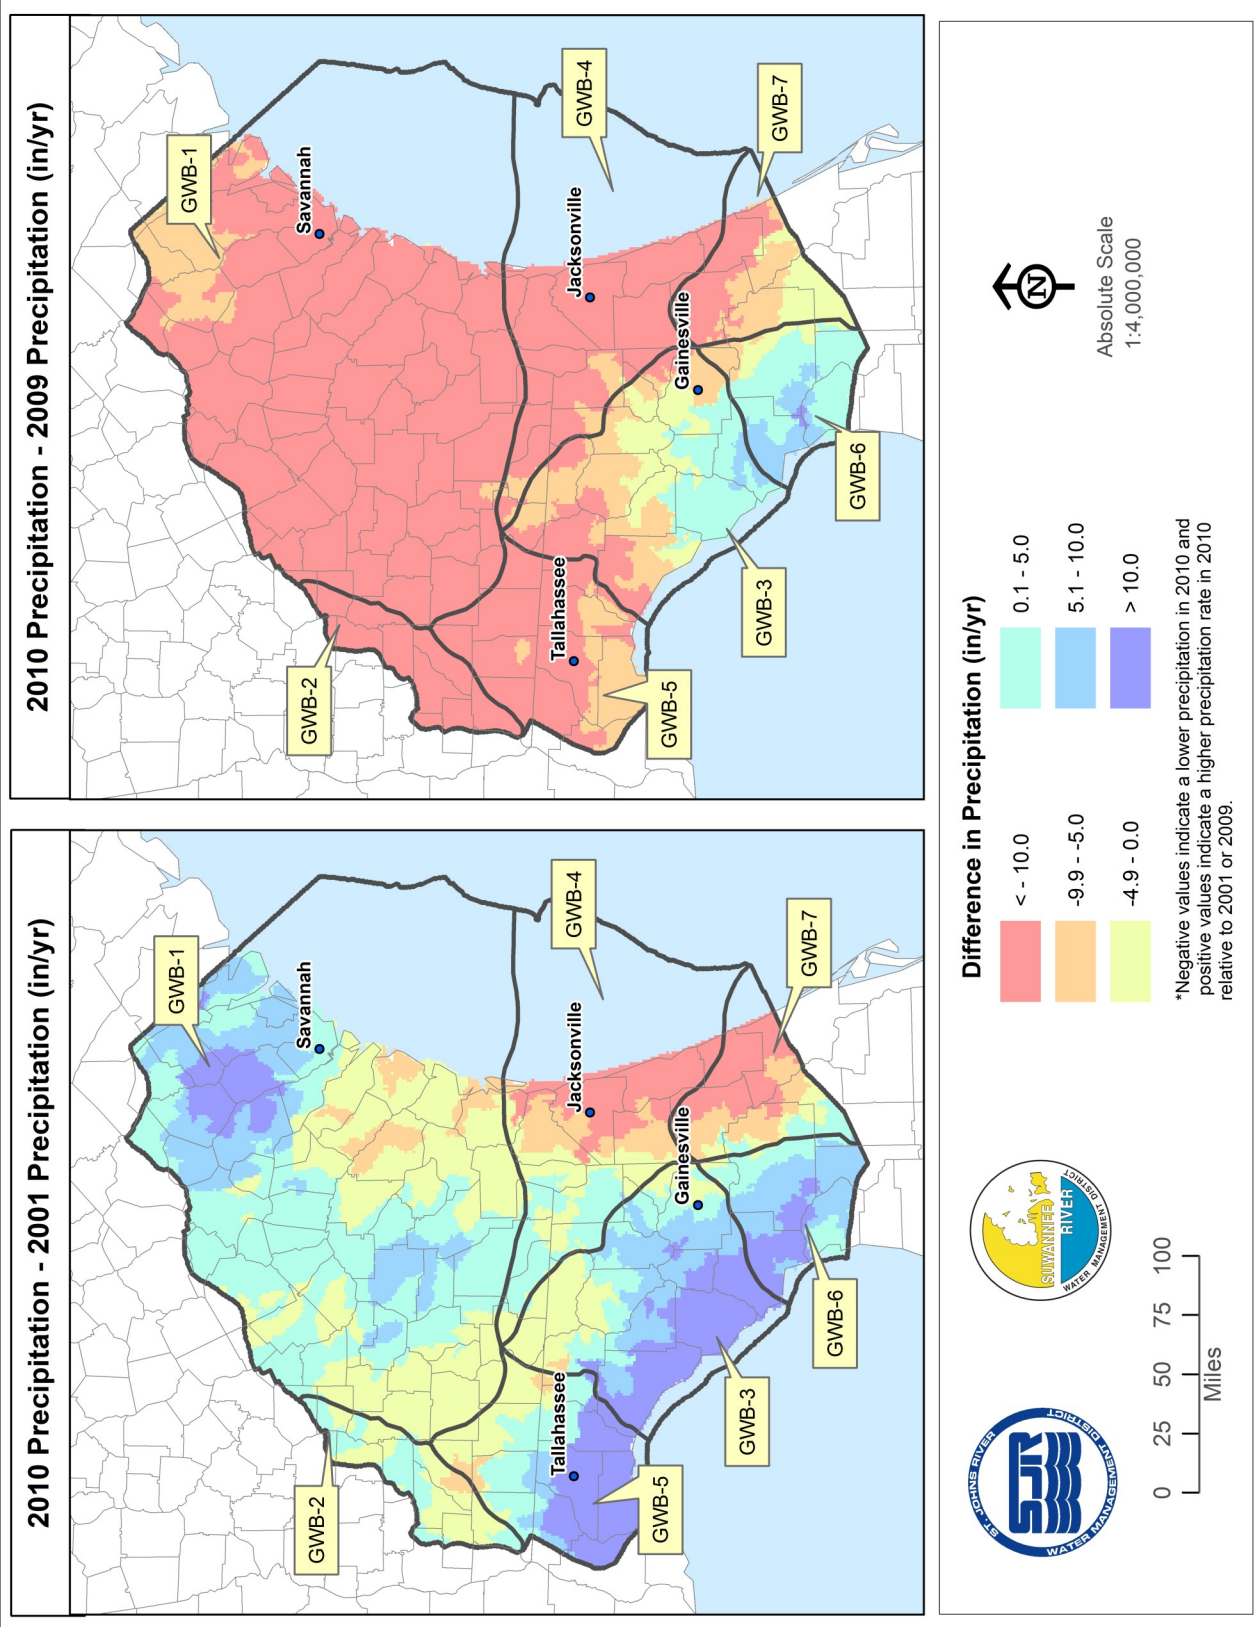 2010 Precipitation - 2001 Precipitation (in/yr)
GWB-1
Savannah
GWB-2
GWB-4
Jacksonville
Tallahassee
Gainesville
GWB-5
GWB-3
GWB-6
GWB-7
2010 Precipitation - 2009 Precipitation (in/yr)
GWB-1
Savannah
GWB-2
GWB-4
Jacksonville
Tallahassee
Gainesville
GWB-5
GWB-3
GWB-6
GWB-7
ST. JOHNS RIVER
SJR
WATER MANAGEMENT DISTRICT
SUWANNEE
RIVER
WATER MANAGEMENT DISTRICT
0 25 50 75 100
Miles
Difference in Precipitation (in/yr)
< - 10.0
-9.9 - -5.0
-4.9 - 0.0
0.1 - 5.0
5.1 - 10.0
> 10.0
*Negative values indicate a lower precipitation in 2010 and
positive values indicate a higher precipitation rate in 2010
relative to 2001 or 2009.
N
Absolute Scale
1:4,000,000